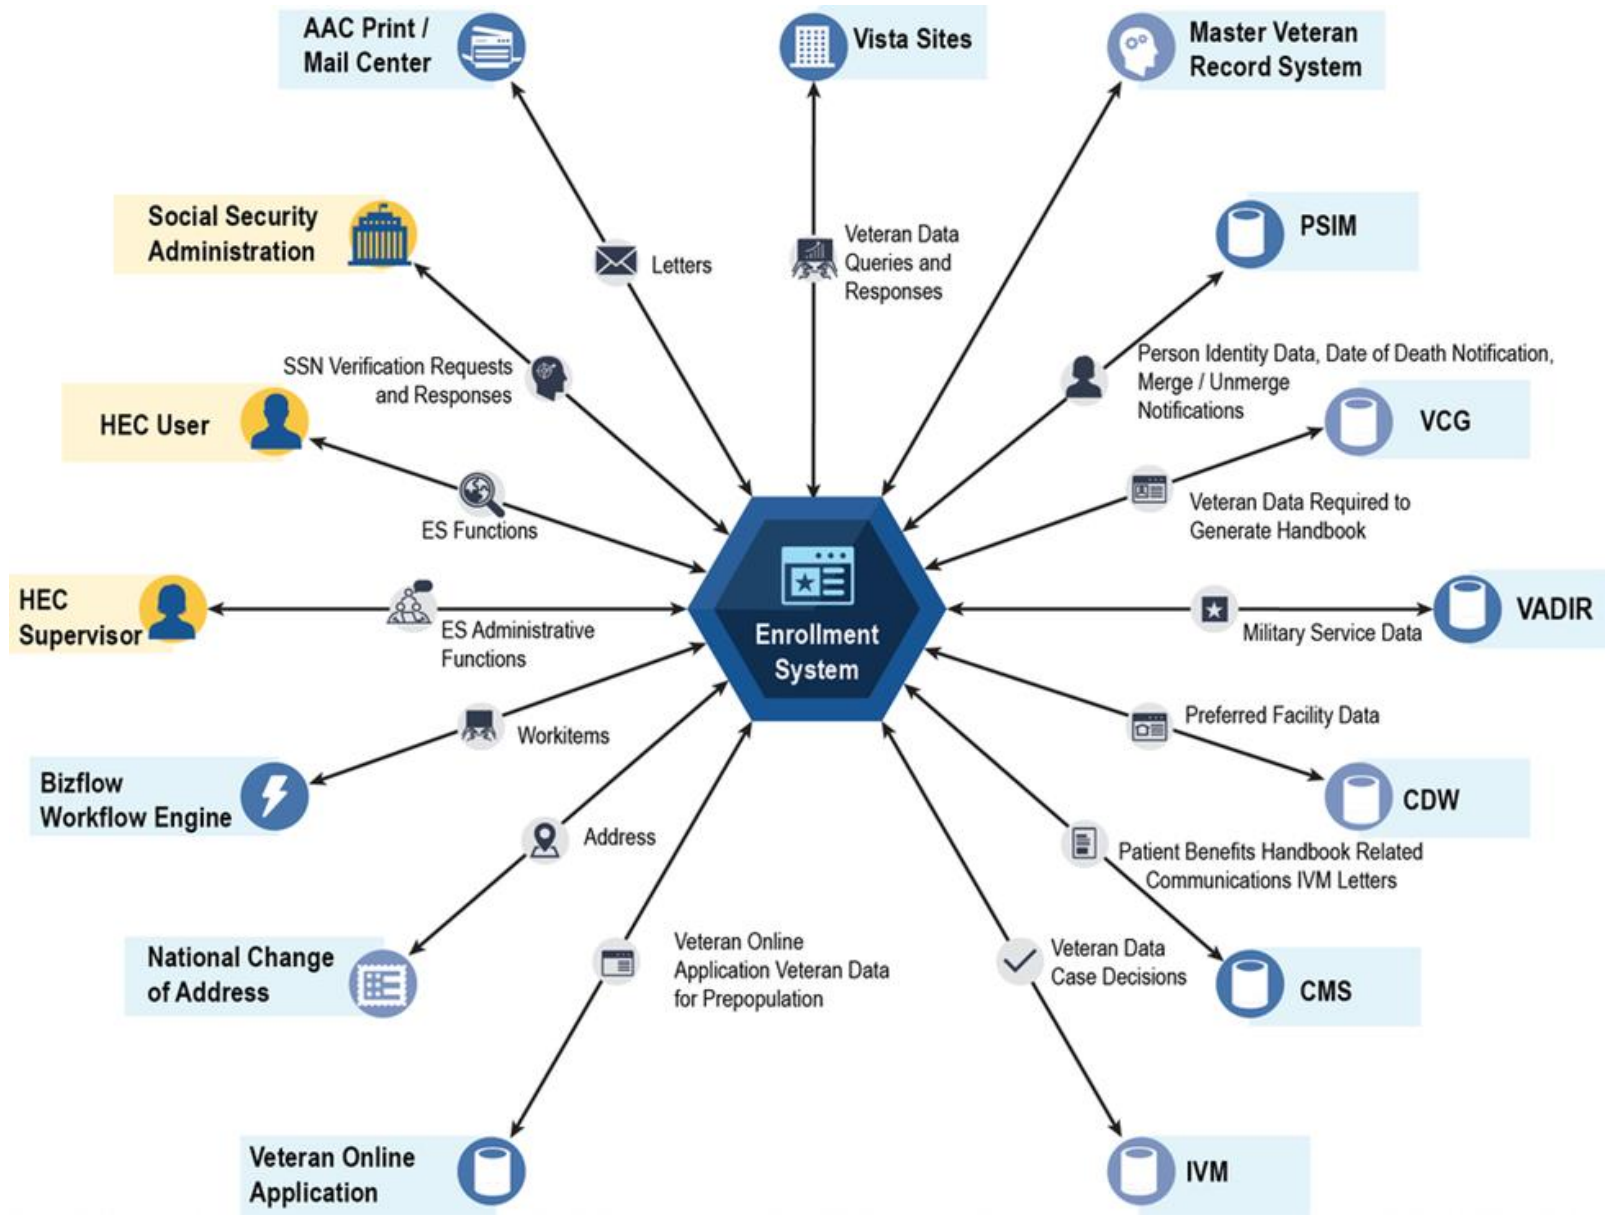 AAC Print /
Mail Center
Vista Sites
Master Veteran
Record System
Social Security
Administration
PSIM
Letters
Veteran Data
Queries and
Responses
SSN Verification Requests
and Responses
Person Identity Data, Date of Death Notification,
Merge / Unmerge
Notifications
HEC User
VCG
ES Functions
Veteran Data Required to
Generate Handbook
HEC
Supervisor
ES Administrative
Functions
Enrollment
System
Military Service Data
VADIR
Workitems
Preferred Facility Data
Bizflow
Workflow Engine
CDW
Address
Patient Benefits Handbook Related
Communications IVM Letters
National Change
of Address
Veteran Online
Application Veteran Data
for Prepopulation
Veteran Data
Case Decisions
CMS
Veteran Online
Application
IVM